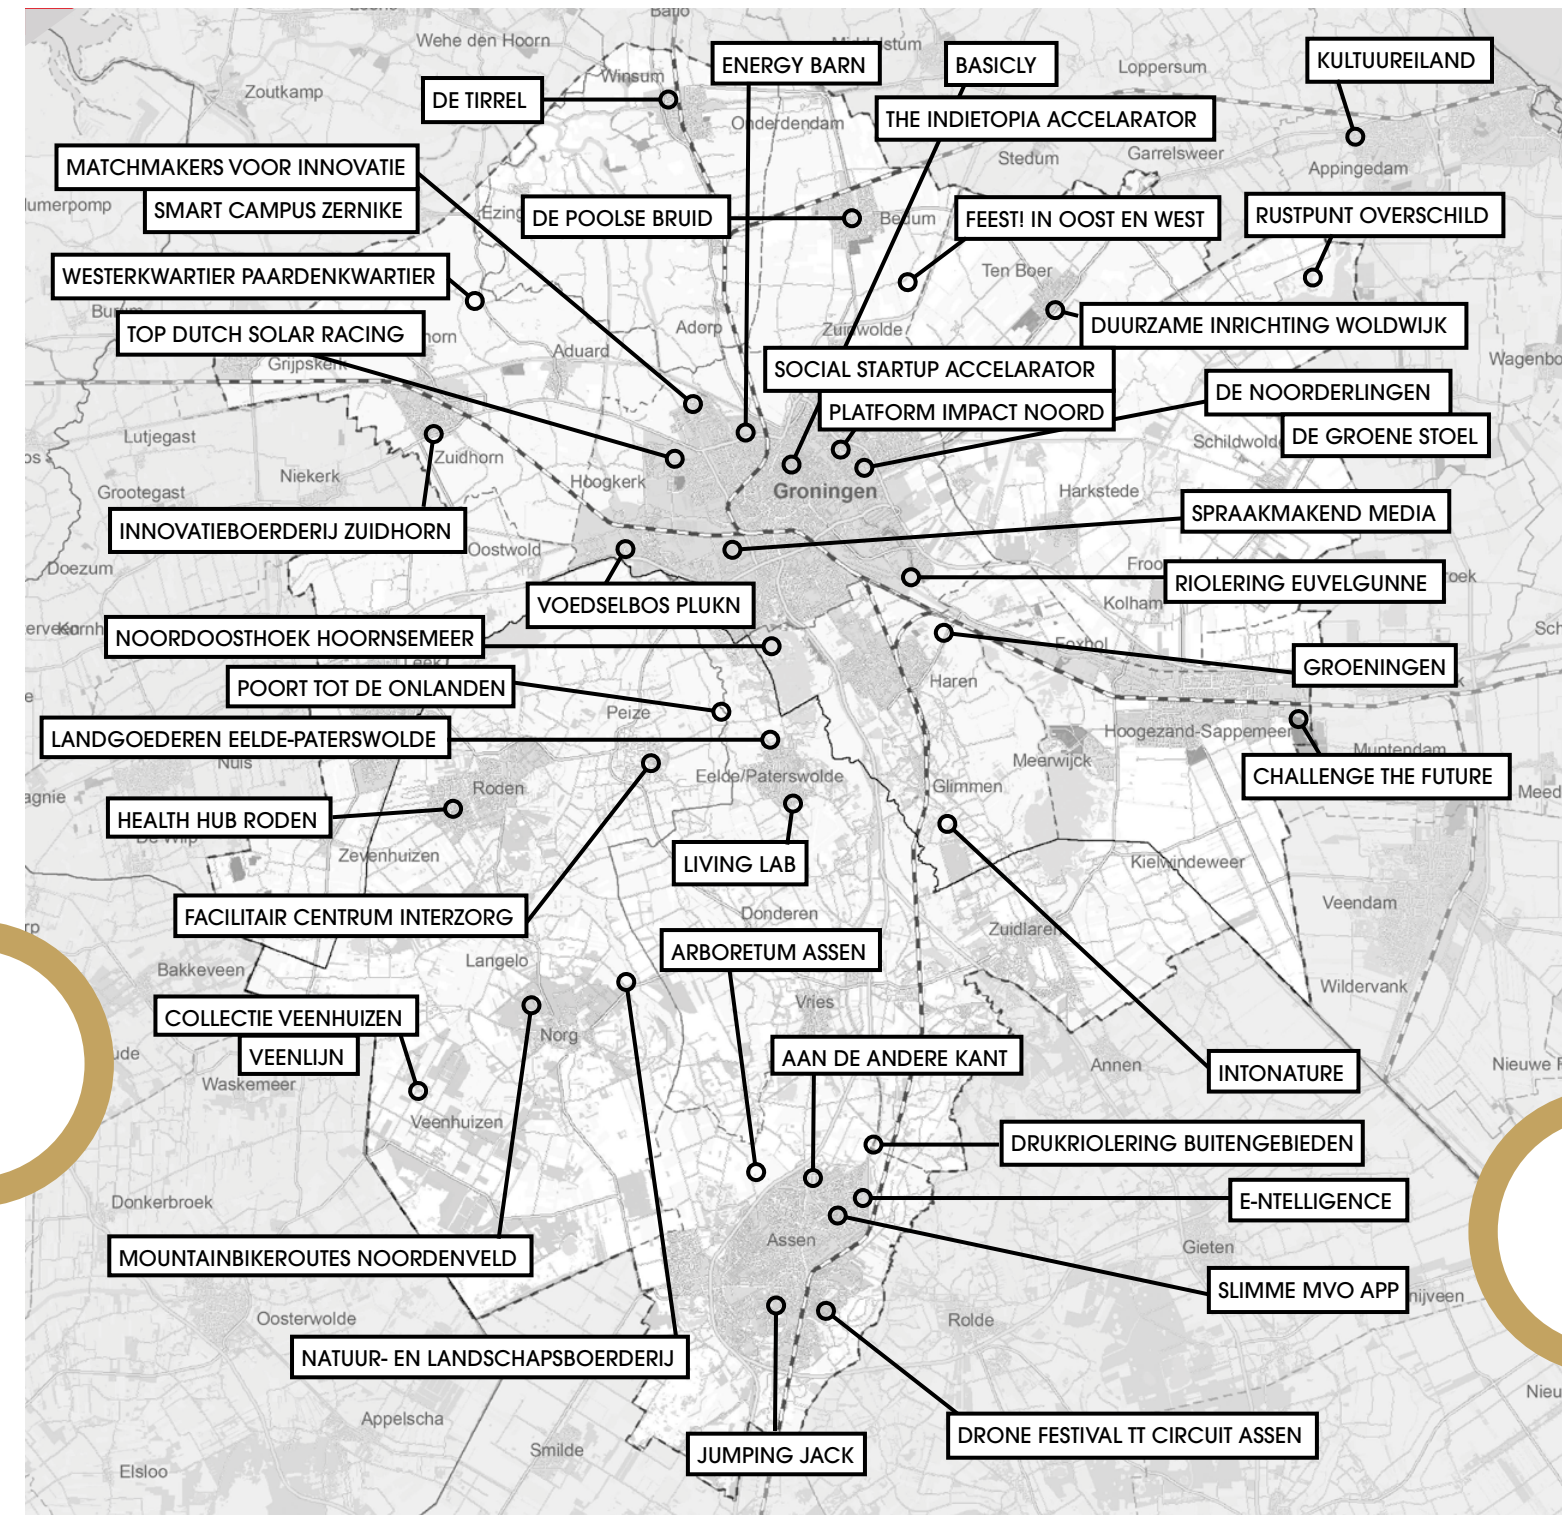 Wehe den Hoorn
Zoutkamp
Winsum
Loppersum
ENERGY BARN
BASICLY
KULTUUREILAND
DE TIRREL
THE INDIETOPIA ACCELARATOR
Onderdendam
Stedum
Garrelsweer
Appingedam
MATCHMAKERS VOOR INNOVATIE
SMART CAMPUS ZERNIKE
DE POOLSE BRUID
Bedum
FEEST! IN OOST EN WEST
RUSTPUNT OVERSCHILD
WESTERKWARTIER PAARDENKWARTIER
Ten Boer
TOP DUTCH SOLAR RACING
Adorp
Zuidwolde
DUURZAME INRICHTING WOLDWIJK
Grijpskerk
Aduard
SOCIAL STARTUP ACCELARATOR
PLATFORM IMPACT NOORD
DE NOORDERLINGEN
DE GROENE STOEL
Lutjegast
Zuidhorn
Niekerk
Grootegast
Hoogkerk
Groningen
Harkstede
INNOVATIEBOERDERIJ ZUIDHORN
SPRAAKMAKEND MEDIA
Oostwold
Doezum
VOEDSELBOS PLUKN
RIOLERING EUVELGUNNE
Kolham
NOORDOOSTHOEK HOORNSEMEER
Foxhol
GROENINGEN
POORT TOT DE ONLANDEN
Leek
Haren
Peize
LANDGOEDEREN EELDE-PATERSWOLDE
Nuis
Hoogezand-Sappemeer
Muntendam
Meerwijck
CHALLENGE THE FUTURE
Roden
Eelde/Paterswolde
Glimmen
HEALTH HUB RODEN
De Wilp
Zevenhuizen
LIVING LAB
Kielwindeweer
Veendam
FACILITAIR CENTRUM INTERZORG
Donderen
Zuidlaren
ARBORETUM ASSEN
Bakkeveen
Langelo
Wildervank
COLLECTIE VEENHUIZEN
VEENLIJN
Vries
Norg
AAN DE ANDERE KANT
Annen
INTONATURE
Waskemeer
Veenhuizen
DRUKRIOLERING BUITENGEBIEDEN
Donkerbroek
E-NTELLIGENCE
Assen
Gieten
MOUNTAINBIKEROUTES NOORDENVELD
SLIMME MVO APP
Oosterwolde
Rolde
NATUUR- EN LANDSCHAPSBOERDERIJ
Appelscha
Smilde
JUMPING JACK
DRONE FESTIVAL TT CIRCUIT ASSEN
Elsloo